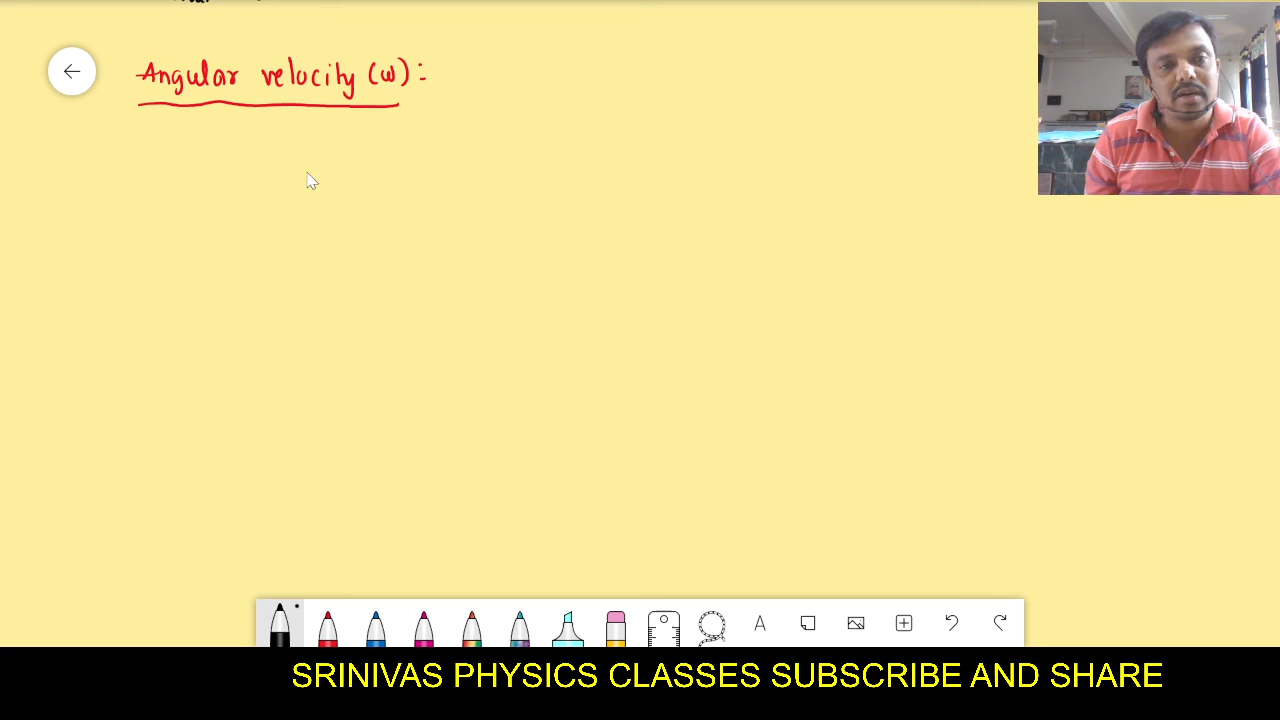 Angular velocity (ω) :
A
SRINIVAS PHYSICS CLASSES SUBSCRIBE AND SHARE